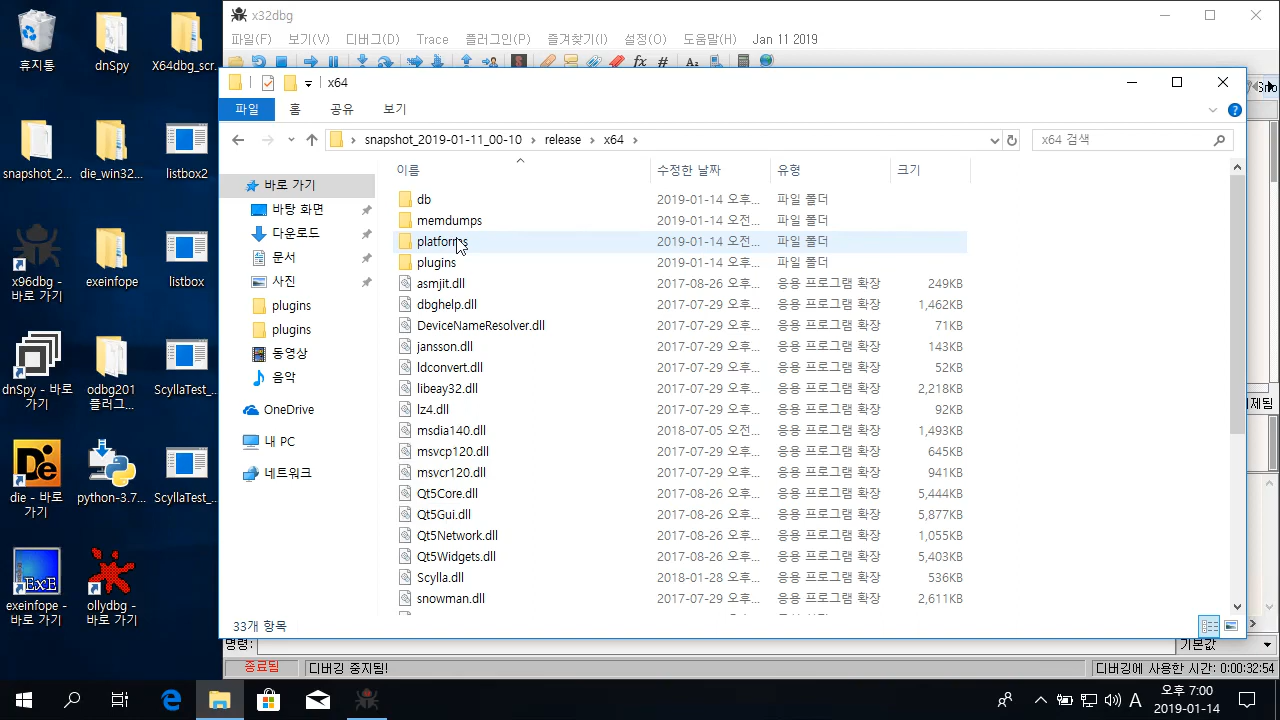 x32dbg
파일(F) 보기(V) 디버그(D) Trace 플러그인(P) 즐겨찾기(I) 설정(O) 도움말(H) Jan 11 2019
x64
파일 홈 공유 보기
snapshot_2019-01-11_00-10 release x64
x64 검색
이름 수정한 날짜 유형 크기
바로 가기
바탕 화면
다운로드
문서
사진
plugins
plugins
동영상
음악
OneDrive
내 PC
네트워크
db 2019-01-14 오후... 파일 폴더
memdumps 2019-01-14 오전... 파일 폴더
platforms 2019-01-14 오전... 파일 폴더
plugins 2019-01-14 오후... 파일 폴더
asmjit.dll 2017-08-26 오후... 응용 프로그램 확장 249KB
dbghelp.dll 2017-07-29 오후... 응용 프로그램 확장 1,462KB
DeviceNameResolver.dll 2017-07-29 오후... 응용 프로그램 확장 71KB
jansson.dll 2017-07-29 오후... 응용 프로그램 확장 143KB
ldconvert.dll 2017-07-29 오후... 응용 프로그램 확장 52KB
libeay32.dll 2017-07-29 오후... 응용 프로그램 확장 2,218KB
lz4.dll 2017-07-29 오후... 응용 프로그램 확장 92KB
msdia140.dll 2018-07-05 오전... 응용 프로그램 확장 1,493KB
msvcp120.dll 2017-07-29 오후... 응용 프로그램 확장 645KB
msvcr120.dll 2017-07-29 오후... 응용 프로그램 확장 941KB
Qt5Core.dll 2017-08-26 오후... 응용 프로그램 확장 5,444KB
Qt5Gui.dll 2017-08-26 오후... 응용 프로그램 확장 5,877KB
Qt5Network.dll 2017-08-26 오후... 응용 프로그램 확장 1,055KB
Qt5Widgets.dll 2017-08-26 오후... 응용 프로그램 확장 5,403KB
Scylla.dll 2018-01-28 오후... 응용 프로그램 확장 536KB
snowman.dll 2017-07-29 오후... 응용 프로그램 확장 2,611KB
33개 항목
명령: 기본값
종료됨 디버깅 중지됨! 디버깅에 사용한 시간: 0:00:32:54
휴지통 dnSpy X64dbg_scr...
snapshot_2... die_win32... listbox2
x96dbg - 바로 가기 exeinfope listbox
dnSpy - 바로 가기 odbg201 플러그... ScyllaTest_...
die - 바로 가기 python-3.7... ScyllaTest_...
exeinfope - 바로 가기 ollydbg - 바로 가기
A 오후 7:00
2019-01-14